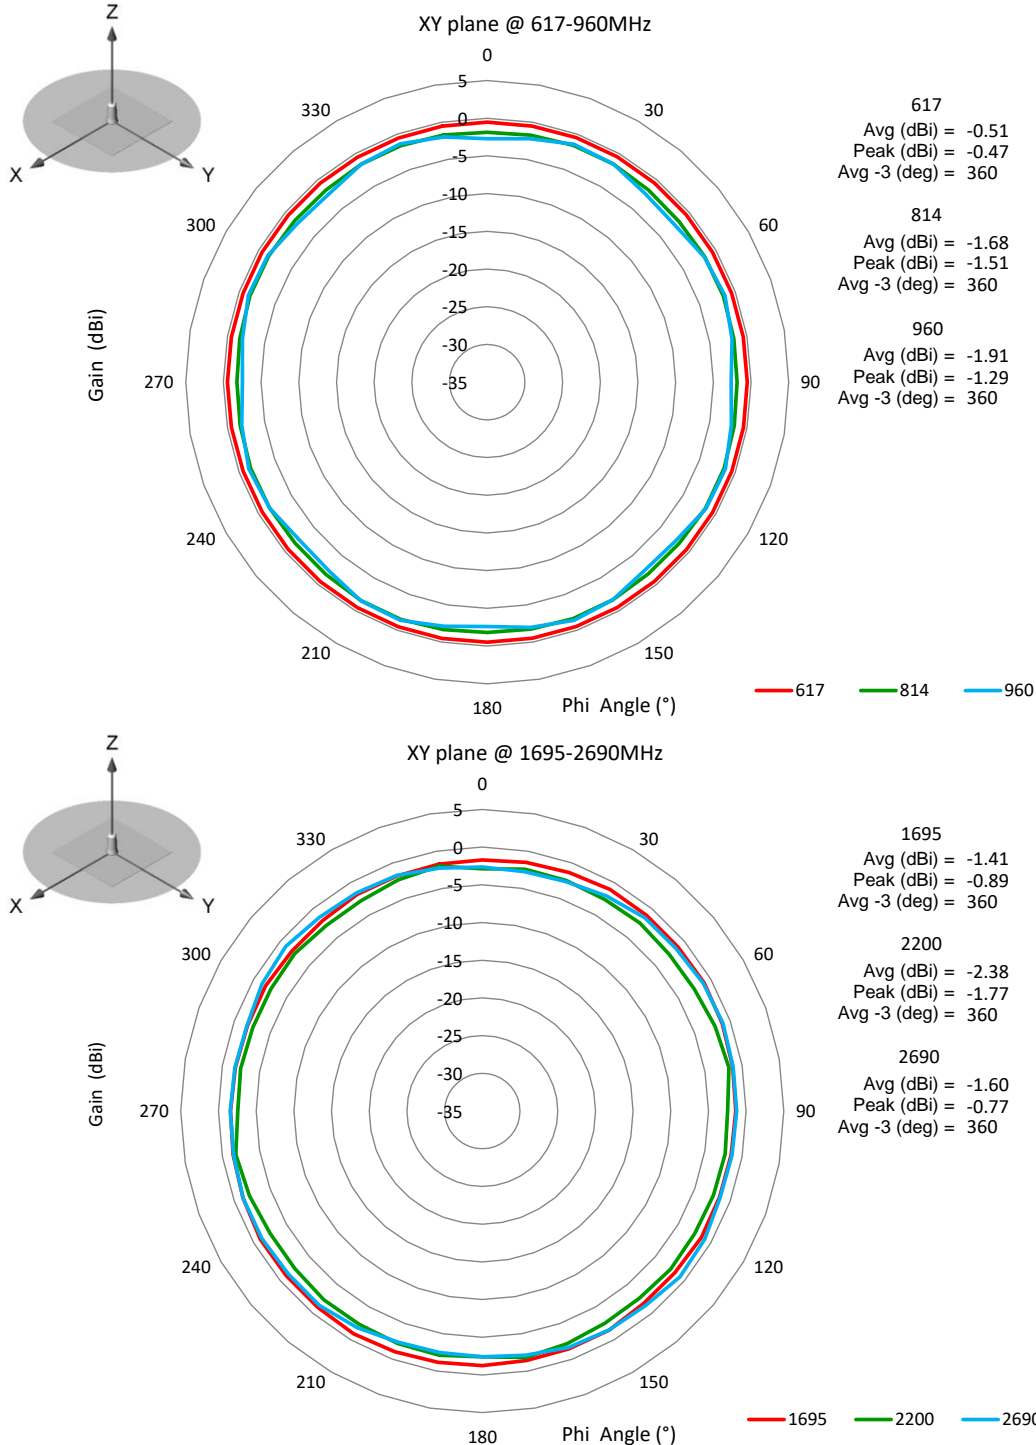 Z
X
Y
XY plane @ 617-960MHz
0
30
60
90
120
150
180
210
240
270
300
330
5
0
-5
-10
-15
-20
-25
-30
-35
Gain (dBi)
Phi Angle (°)
617
Avg (dBi) = -0.51
Peak (dBi) = -0.47
Avg -3 (deg) = 360
814
Avg (dBi) = -1.68
Peak (dBi) = -1.51
Avg -3 (deg) = 360
960
Avg (dBi) = -1.91
Peak (dBi) = -1.29
Avg -3 (deg) = 360
617 814 960
Z
X
Y
XY plane @ 1695-2690MHz
0
30
60
90
120
150
180
210
240
270
300
330
5
0
-5
-10
-15
-20
-25
-30
-35
Gain (dBi)
Phi Angle (°)
1695
Avg (dBi) = -1.41
Peak (dBi) = -0.89
Avg -3 (deg) = 360
2200
Avg (dBi) = -2.38
Peak (dBi) = -1.77
Avg -3 (deg) = 360
2690
Avg (dBi) = -1.60
Peak (dBi) = -0.77
Avg -3 (deg) = 360
1695 2200 2690